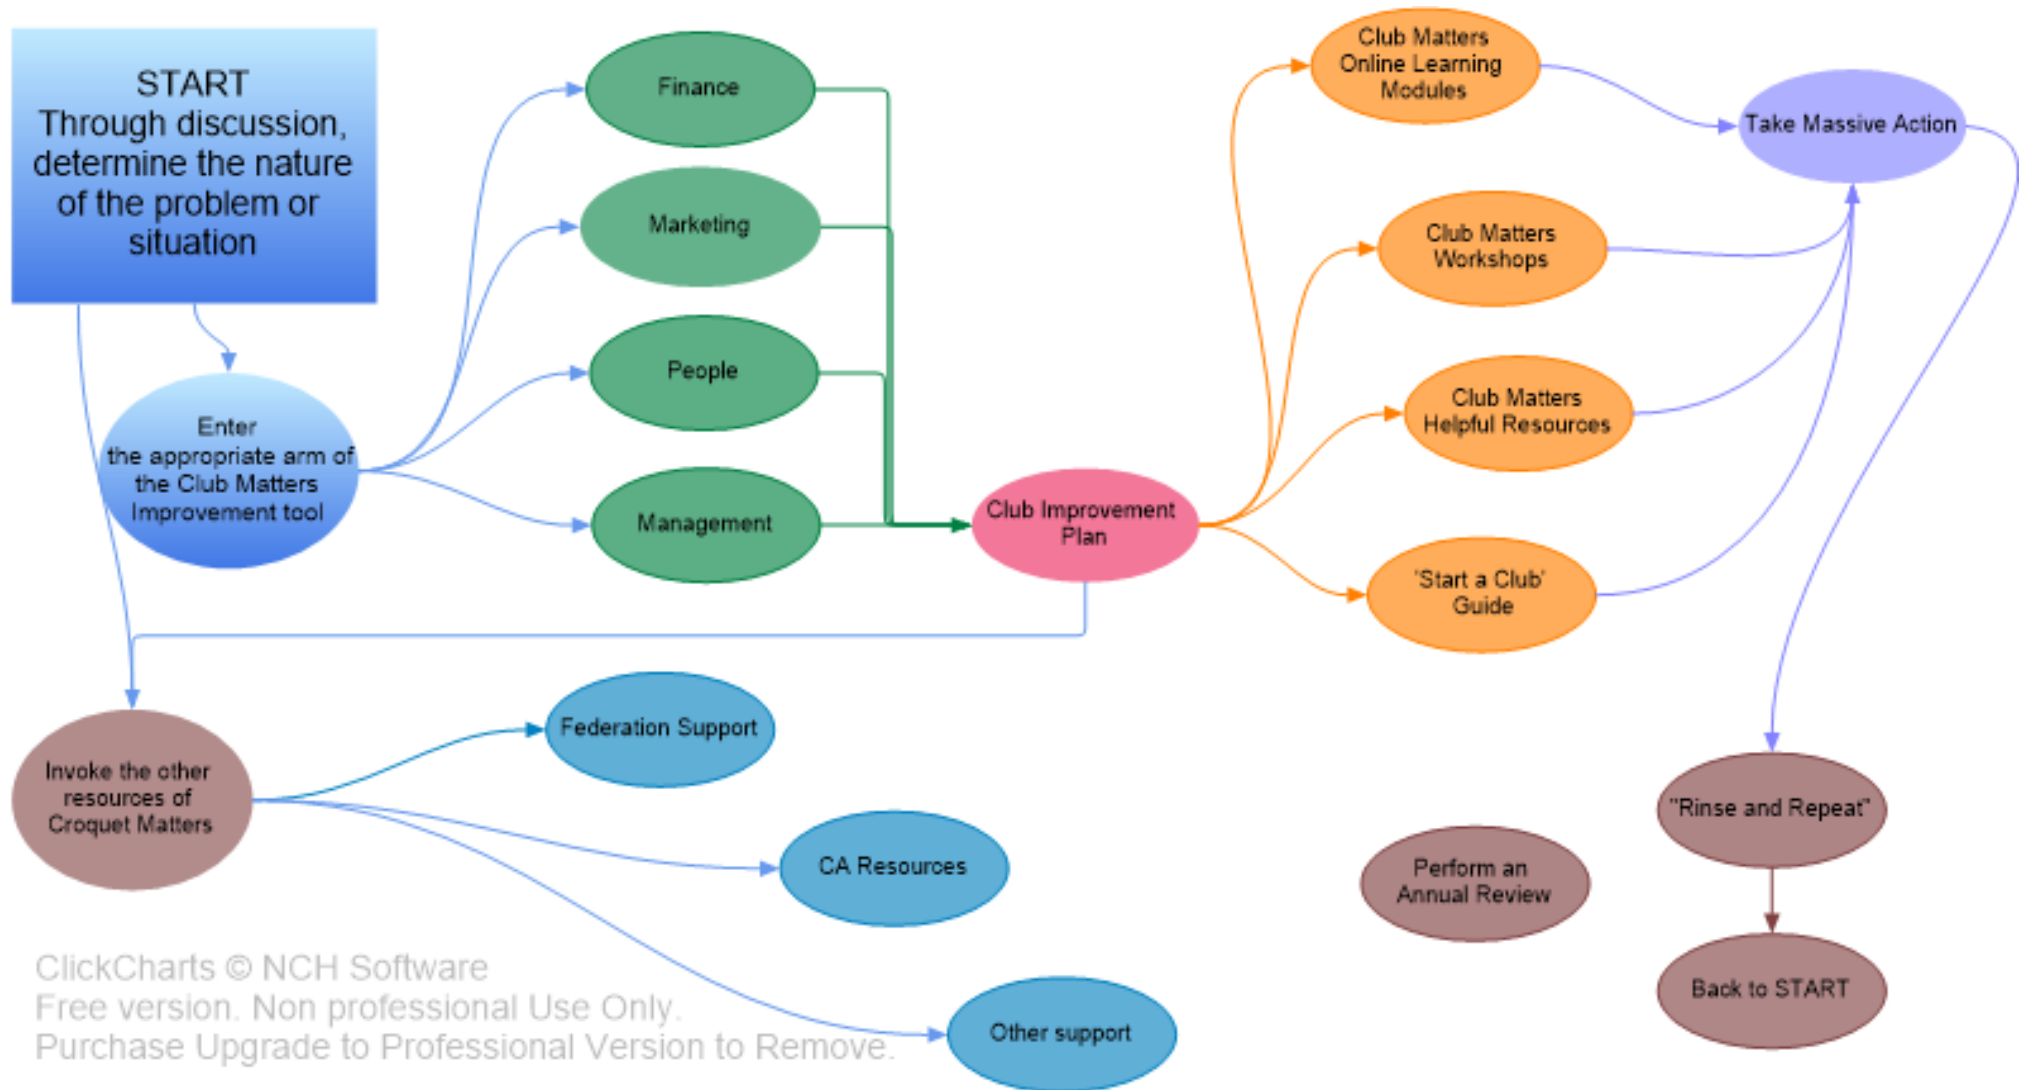 START
Through discussion,
determine the nature
of the problem or
situation
Enter
the appropriate arm of
the Club Matters
Improvement tool
Finance
Marketing
People
Management
Club Improvement
Plan
Club Matters
Online Learning
Modules
Club Matters
Workshops
Club Matters
Helpful Resources
'Start a Club'
Guide
Take Massive Action
Invoke the other
resources of
Croquet Matters
Federation Support
CA Resources
Other support
Perform an
Annual Review
"Rinse and Repeat"
Back to START
ClickCharts © NCH Software
Free version. Non professional Use Only.
Purchase Upgrade to Professional Version to Remove.